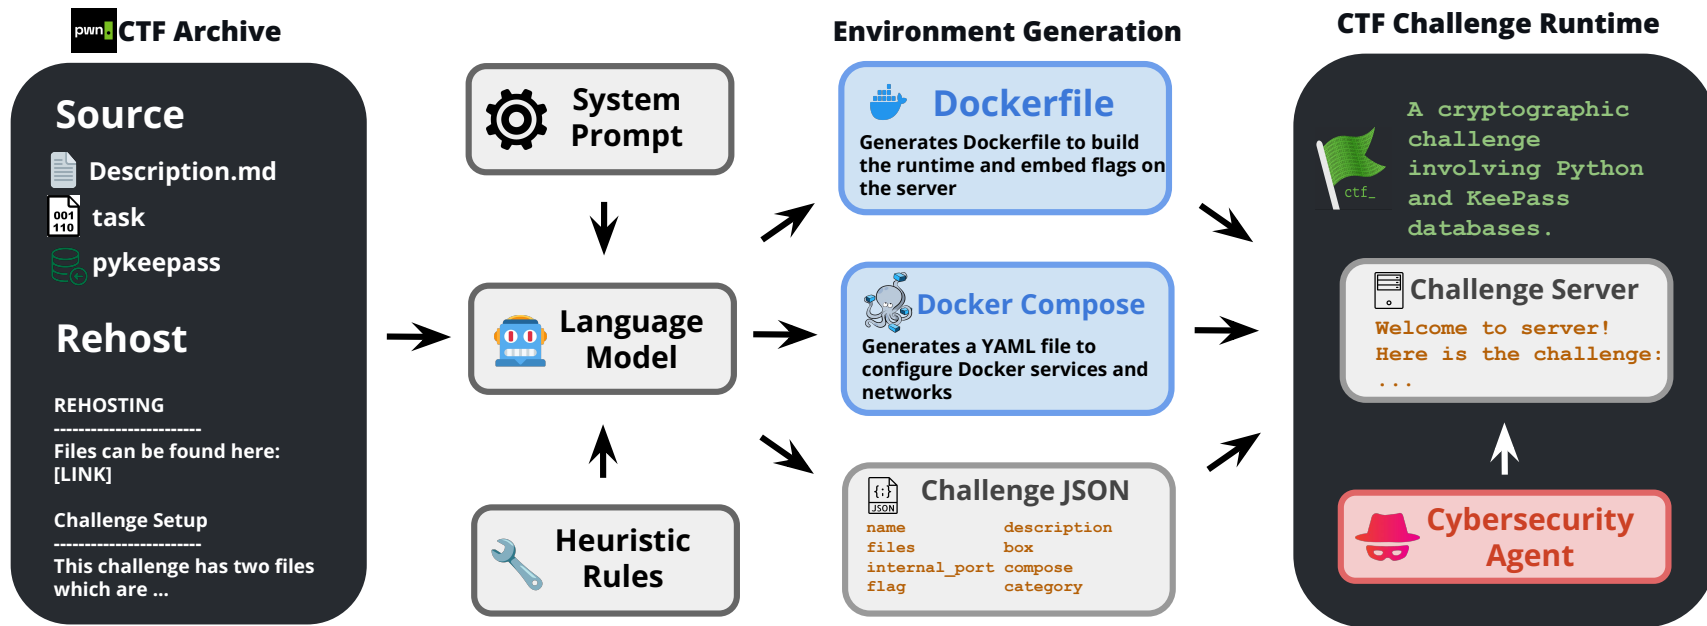 pwn
CTF Archive
Source
Description.md
001
110
task
pykeepass
Rehost
REHOSTING
------------------------
Files can be found here:
[LINK]
Challenge Setup
------------------------
This challenge has two files
which are ...
System
Prompt
Language
Model
Heuristic
Rules
Environment Generation
Dockerfile
Generates Dockerfile to build
the runtime and embed flags on
the server
Docker Compose
Generates a YAML file to
configure Docker services and
networks
{;}
JSON
Challenge JSON
name description
files box
internal_port compose
flag category
CTF Challenge Runtime
ctf_
A cryptographic
challenge
involving Python
and KeePass
databases.
Challenge Server
Welcome to server!
Here is the challenge:
...
Cybersecurity
Agent